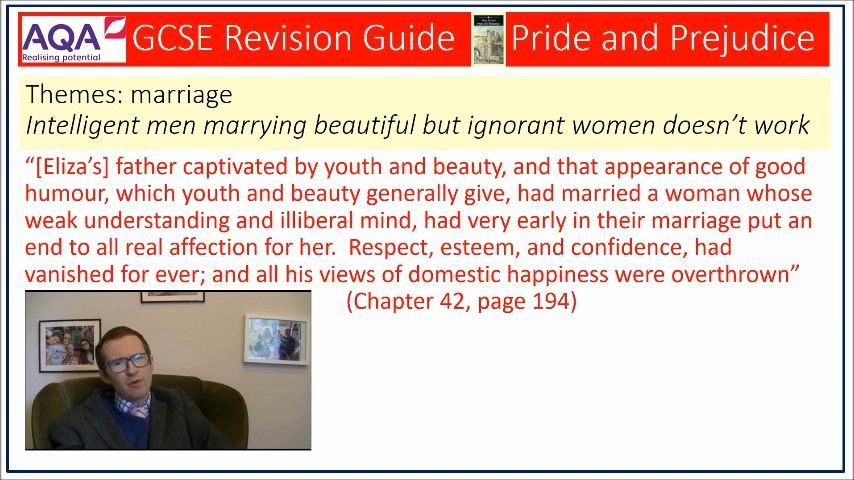 AQA
Realising potential
GCSE Revision Guide
Pride and Prejudice
Themes: marriage
Intelligent men marrying beautiful but ignorant women doesn't work
“[Eliza’s] father captivated by youth and beauty, and that appearance of good
humour, which youth and beauty generally give, had married a woman whose
weak understanding and illiberal mind, had very early in their marriage put an
end to all real affection for her.  Respect, esteem, and confidence, had
vanished for ever; and all his views of domestic happiness were overthrown”
(Chapter 42, page 194)